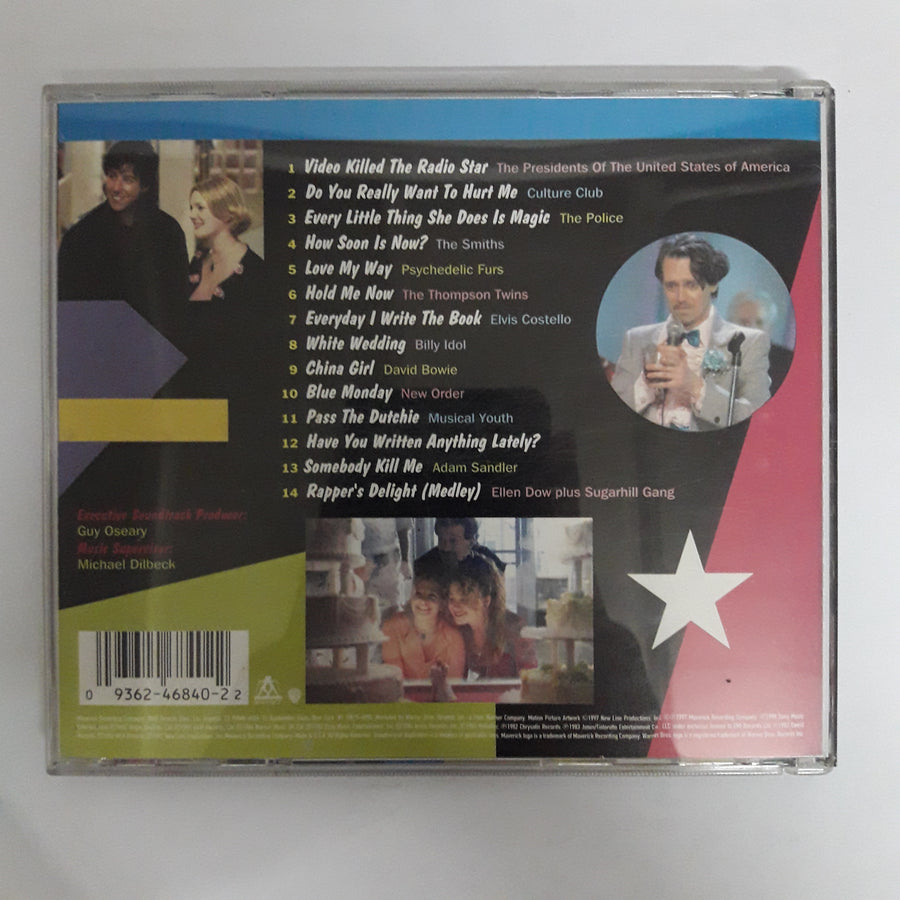 1 Video Killed The Radio Star The Presidents Of The United States of America
2 Do You Really Want To Hurt Me Culture Club
3 Every Little Thing She Does Is Magic The Police
4 How Soon Is Now? The Smiths
5 Love My Way Psychedelic Furs
6 Hold Me Now The Thompson Twins
7 Everyday I Write The Book Elvis Costello
8 White Wedding Billy Idol
9 China Girl David Bowie
10 Blue Monday New Order
11 Pass The Dutchie Musical Youth
12 Have You Written Anything Lately?
13 Somebody Kill Me Adam Sandler
14 Rapper's Delight (Medley) Ellen Dow plus Sugarhill Gang
Executive Soundtrack Producer:
Guy Oseary
Music Supervisor:
Michael Dilbeck
0 9362-46840-2 2